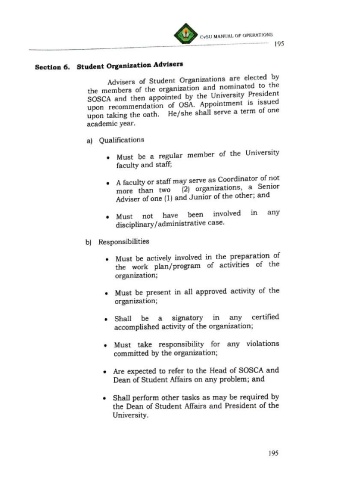 CvSU MANUAL OF OPERATIONS
195
Section 6. Student Organization Advisers
Advisers of Student Organizations are elected by
the members of the organization and nominated to the
SOSCA and then appointed by the University President
upon recommendation of OSA. Appointment is issued
upon taking the oath. He/she shall serve a term of one
academic year.
a) Qualifications
• Must be a regular member of the University
faculty and staff;
• A faculty or staff may serve as Coordinator of not
more than two (2) organizations, a Senior
Adviser of one (1) and Junior of the other; and
• Must not have been involved in any
disciplinary/administrative case.
b) Responsibilities
• Must be actively involved in the preparation of
the work plan/program of activities of the
organization;
• Must be present in all approved activity of the
organization;
• Shall be a signatory in any certified
accomplished activity of the organization;
• Must take responsibility for any violations
committed by the organization;
• Are expected to refer to the Head of SOSCA and
Dean of Student Affairs on any problem; and
• Shall perform other tasks as may be required by
the Dean of Student Affairs and President of the
University.
195